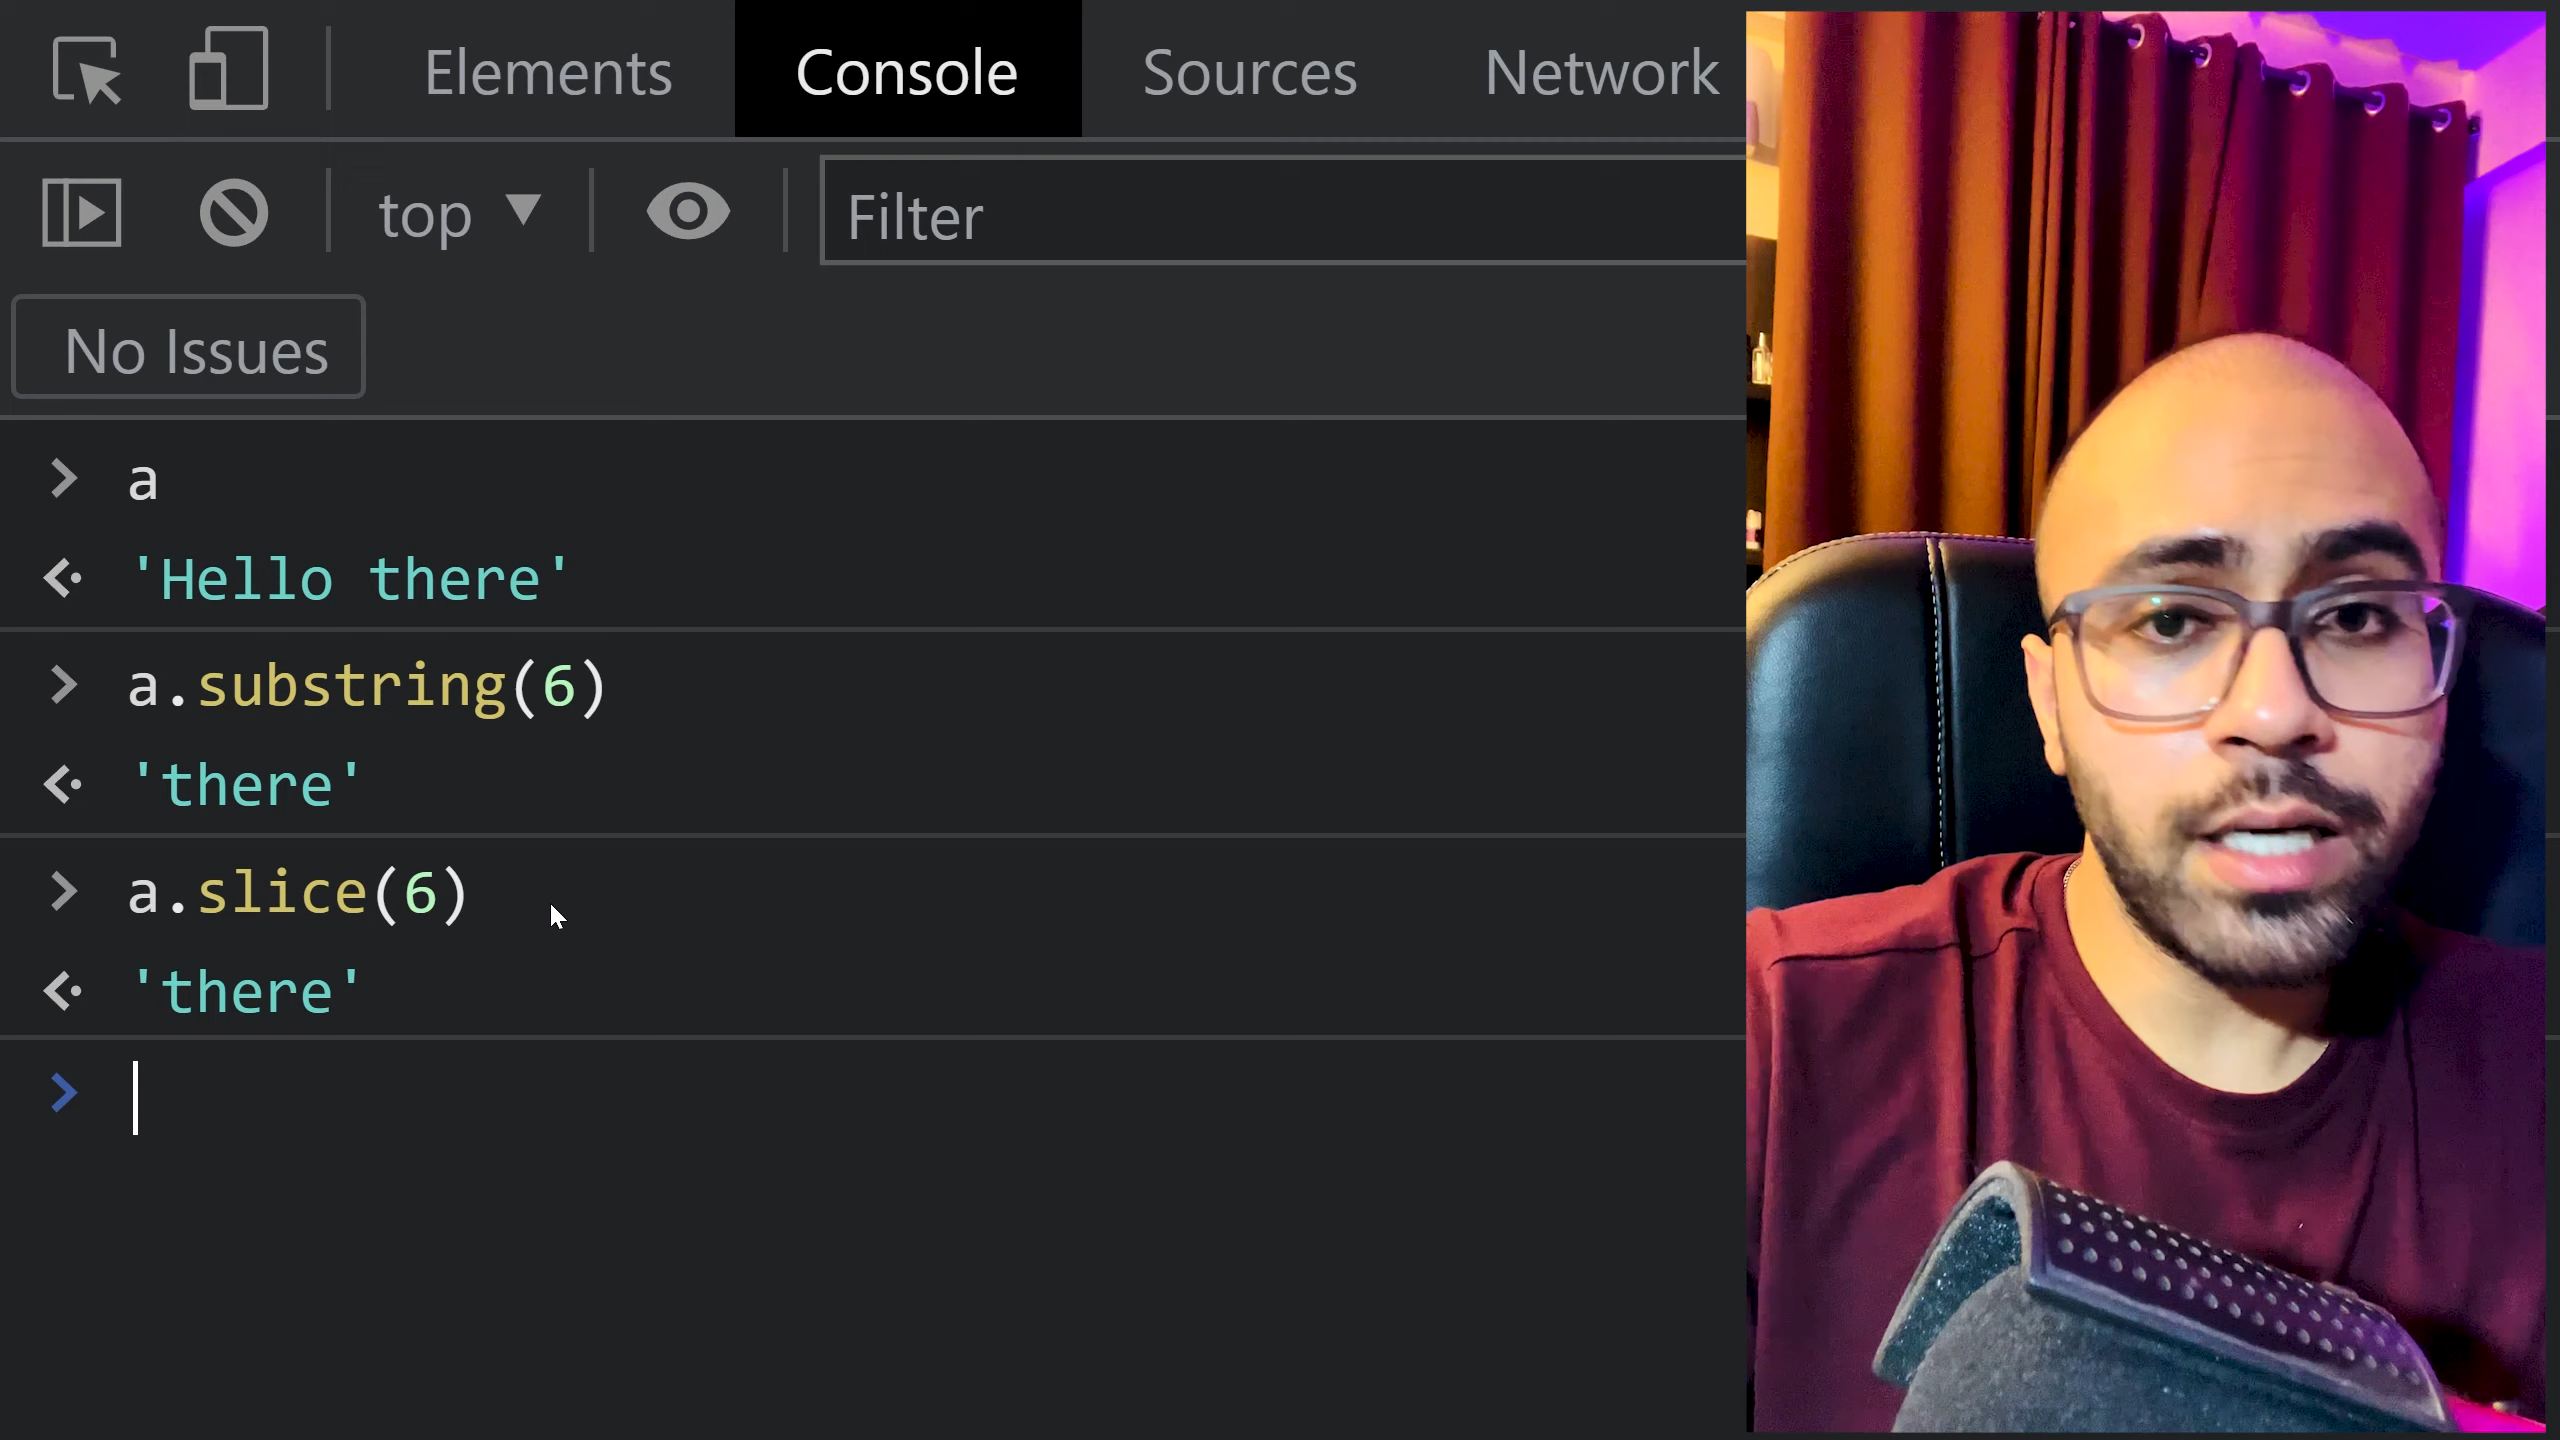 Elements Console Sources Network
top Filter
No Issues
a
'Hello there'
a.substring(6)
'there'
a.slice(6)
'there'